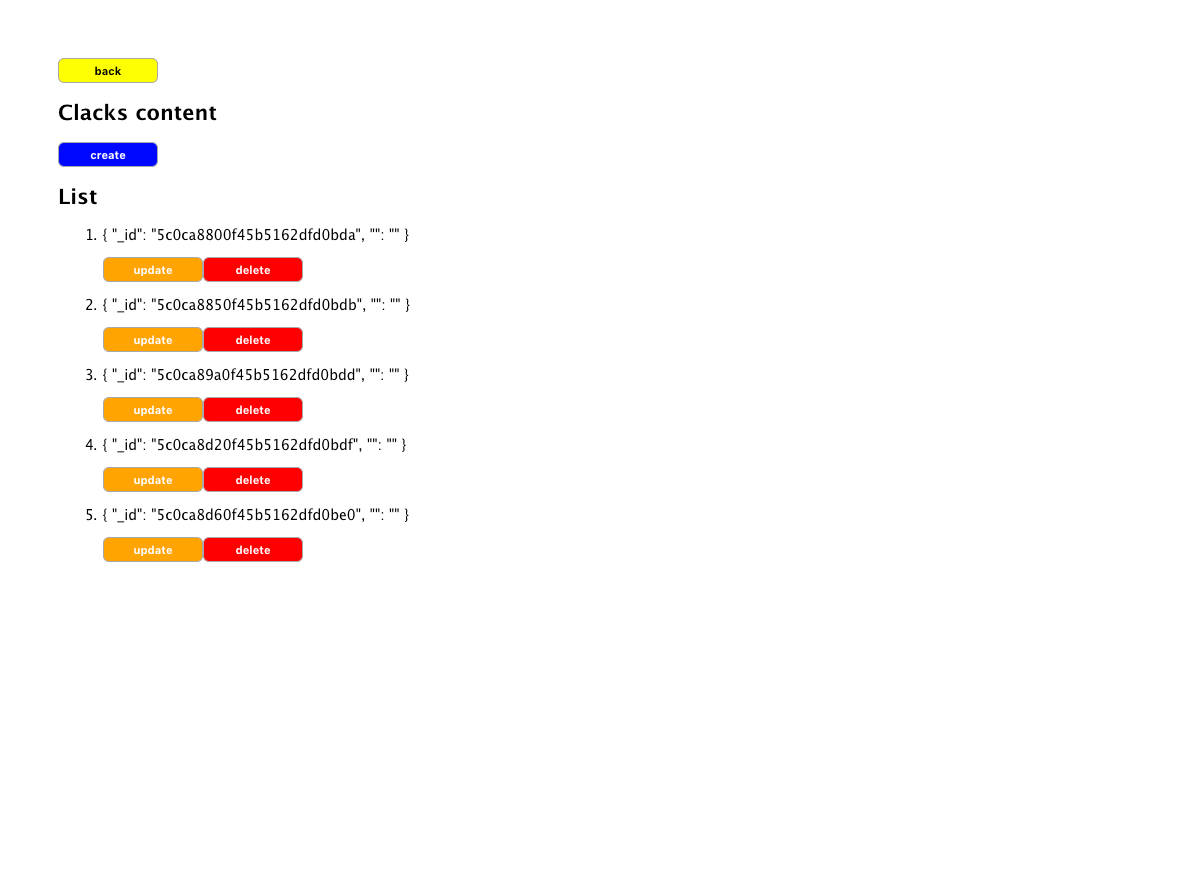 back
Clacks content
create
List
1. { "_id": "5c0ca8800f45b5162dfd0bda", "": "" }
update delete
2. { "_id": "5c0ca8850f45b5162dfd0bdb", "": "" }
update delete
3. { "_id": "5c0ca89a0f45b5162dfd0bdd", "": "" }
update delete
4. { "_id": "5c0ca8d20f45b5162dfd0bdf", "": "" }
update delete
5. { "_id": "5c0ca8d60f45b5162dfd0be0", "": "" }
update delete